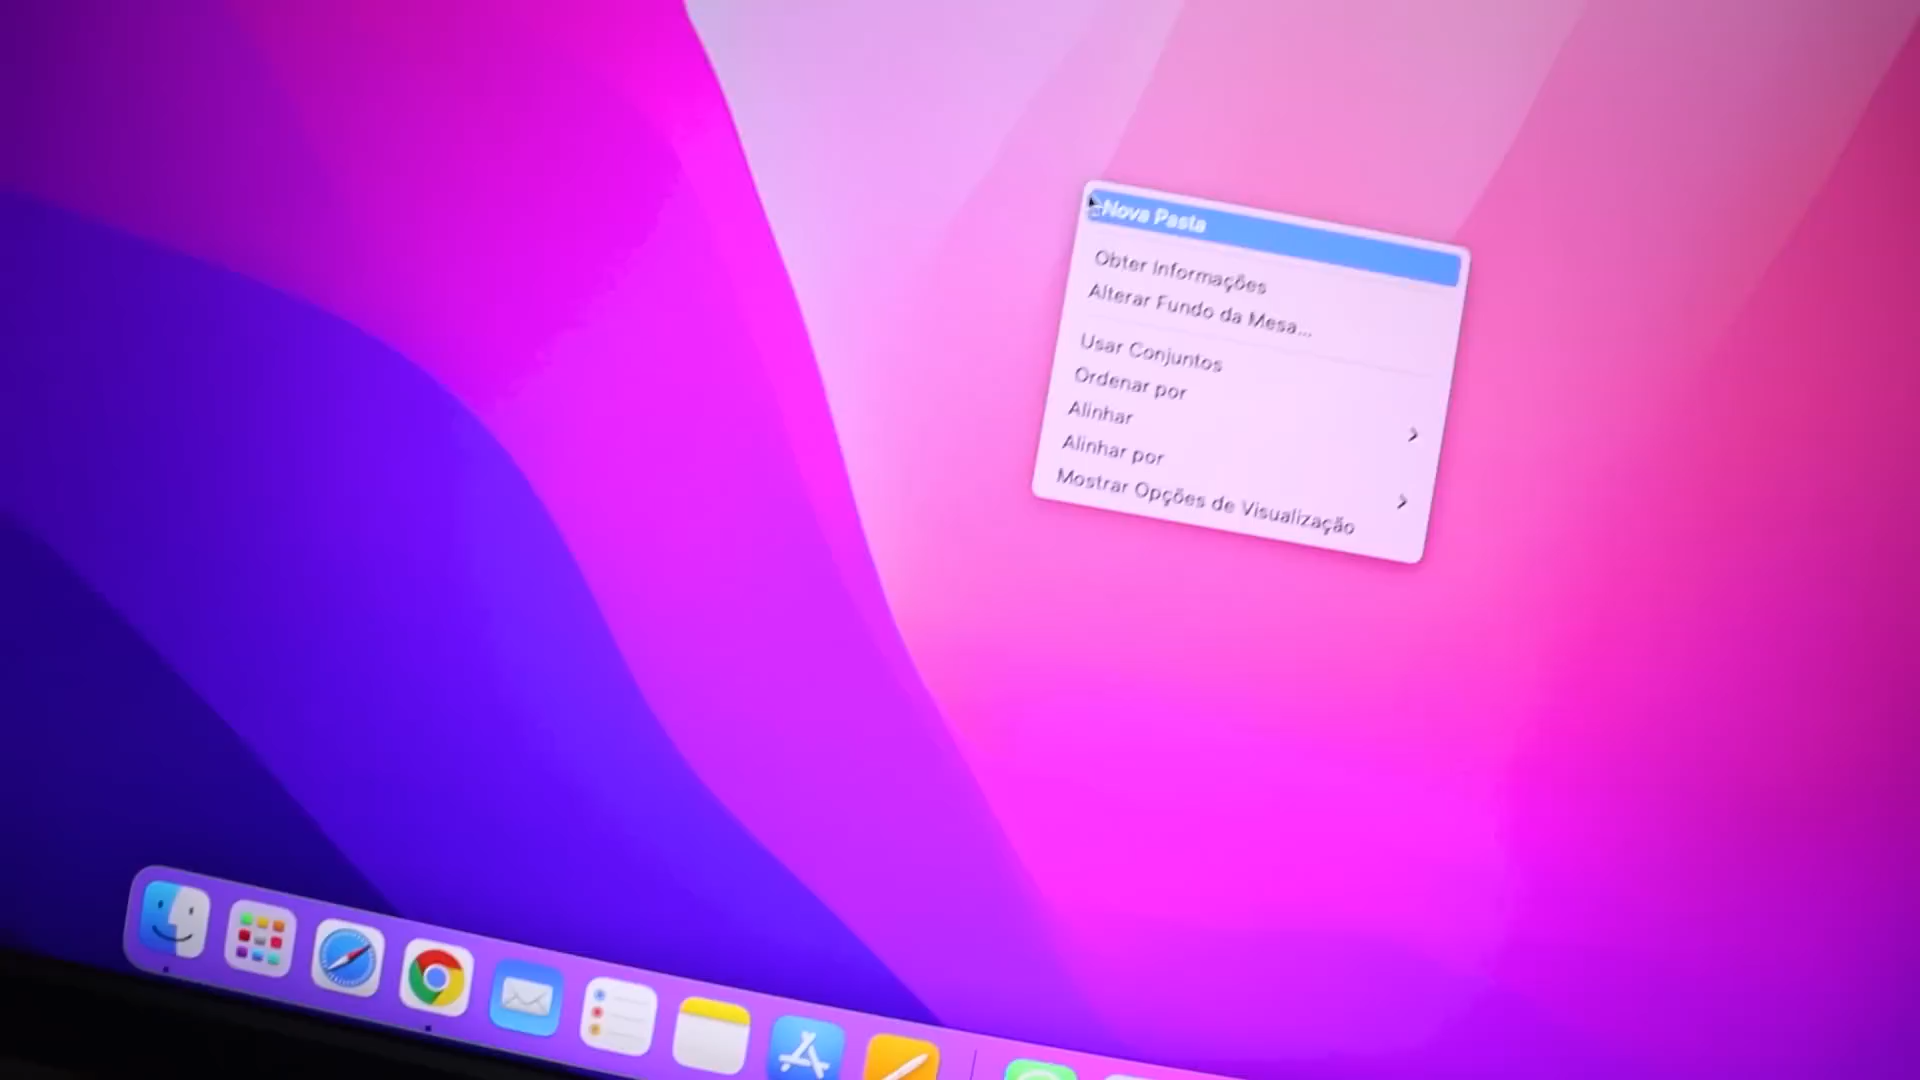 Nova Pasta
Obter Informações
Alterar Fundo da Mesa...
Usar Conjuntos
Ordenar por
Alinhar
Alinhar por
Mostrar Opções de Visualização